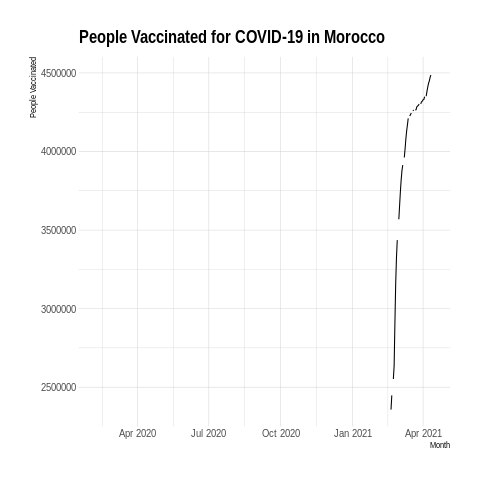 People Vaccinated for COVID-19 in Morocco
People Vaccinated
4500000
4000000
3500000
3000000
2500000
Apr 2020 Jul 2020 Oct 2020 Jan 2021 Apr 2021
Month